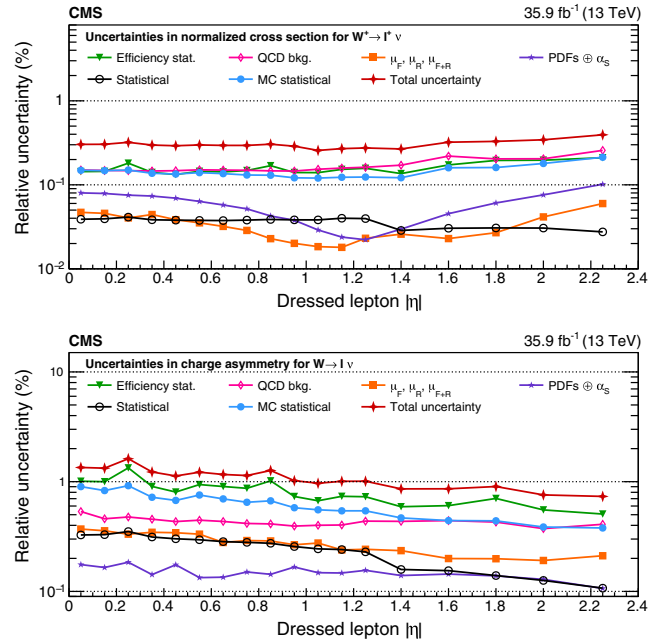 CMS 35.9 fb⁻¹ (13 TeV)
Uncertainties in normalized cross section for W⁺→ l⁺ ν
Efficiency stat. QCD bkg. μF, μR, μF+R PDFs ⊕ αS
Statistical MC statistical Total uncertainty
Relative uncertainty (%)
1
10⁻¹
10⁻²
0 0.2 0.4 0.6 0.8 1 1.2 1.4 1.6 1.8 2 2.2 2.4
Dressed lepton |η|
CMS 35.9 fb⁻¹ (13 TeV)
Uncertainties in charge asymmetry for W→ l ν
Efficiency stat. QCD bkg. μF, μR, μF+R PDFs ⊕ αS
Statistical MC statistical Total uncertainty
Relative uncertainty (%)
10
1
10⁻¹
0 0.2 0.4 0.6 0.8 1 1.2 1.4 1.6 1.8 2 2.2 2.4
Dressed lepton |η|